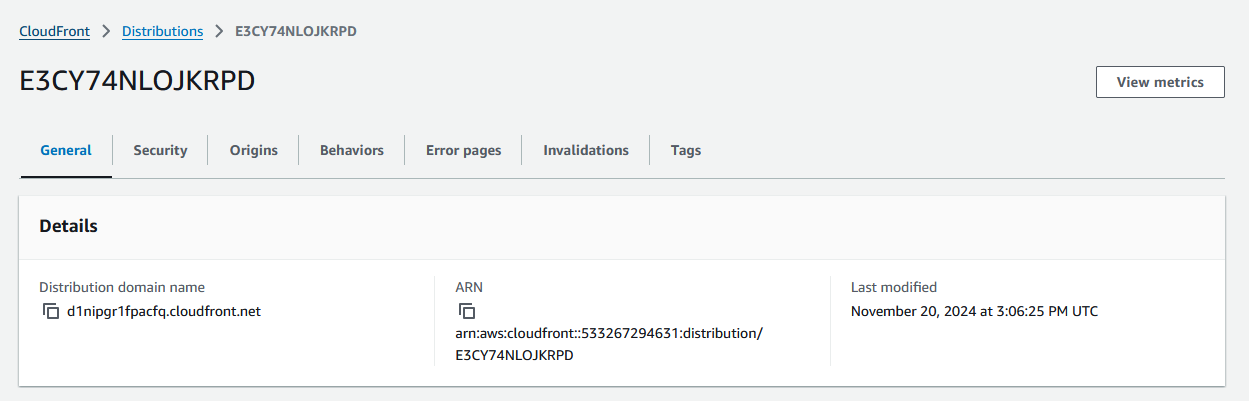 CloudFront > Distributions > E3CY74NLOJKRPD
E3CY74NLOJKRPD
View metrics
General
Security
Origins
Behaviors
Error pages
Invalidations
Tags
Details
Distribution domain name
d1nipgr1fpacfq.cloudfront.net
ARN
arn:aws:cloudfront::533267294631:distribution/
E3CY74NLOJKRPD
Last modified
November 20, 2024 at 3:06:25 PM UTC